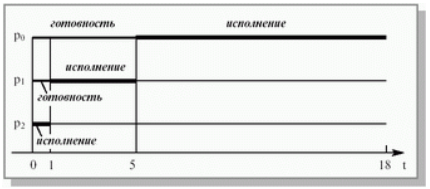 готовность исполнение
p0
исполнение
p1
готовность
p2
исполнение
0 1 5 18 t